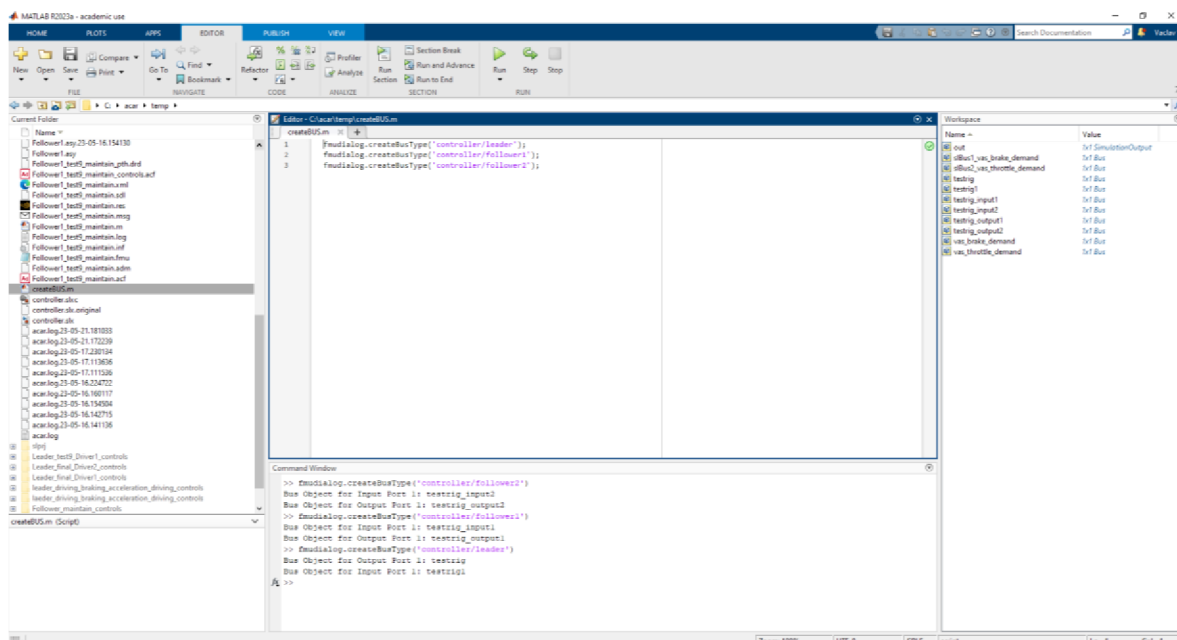 MATLAB R2023a - academic use
HOME PLOTS APPS EDITOR PUBLISH VIEW
Search Documentation Vaclav
New Open Save Compare Print Go To Find Bookmark Refactor Profiler Analyze Run Section Section Break Run and Advance Run to End Run Step Stop
FILE NAVIGATE CODE ANALYZE SECTION RUN
C: acar temp
Current Folder
Name
Follower1.asy.23-05-16.154130
Follower1.asy
Follower1_test9_maintain_pth.drd
Follower1_test9_maintain_controls.acf
Follower1_test9_maintain.xml
Follower1_test9_maintain.sdl
Follower1_test9_maintain.res
Follower1_test9_maintain.msg
Follower1_test9_maintain.m
Follower1_test9_maintain.log
Follower1_test9_maintain.inf
Follower1_test9_maintain.fmu
Follower1_test9_maintain.adm
Follower1_test9_maintain.acf
createBUS.m
controller.slxc
controller.slx.original
controller.slx
acar.log.23-05-21.181033
acar.log.23-05-21.172239
acar.log.23-05-17.230134
acar.log.23-05-17.113636
acar.log.23-05-17.111536
acar.log.23-05-16.224722
acar.log.23-05-16.160117
acar.log.23-05-16.154504
acar.log.23-05-16.142715
acar.log.23-05-16.141136
acar.log
slprj
Leader_test9_Driver1_controls
Leader_final_Driver2_controls
Leader_final_Driver1_controls
leader_driving_braking_acceleration_driving_controls
laeder_driving_braking_acceleration_driving_controls
Follower_maintain_controls
createBUS.m (Script)
Editor - C:\acar\temp\createBUS.m
createBUS.m
1 fmudialog.createBusType('controller/leader');
2 fmudialog.createBusType('controller/follower1');
3 fmudialog.createBusType('controller/follower2');
Command Window
>> fmudialog.createBusType('controller/follower2')
Bus Object for Input Port 1: testrig_input2
Bus Object for Output Port 1: testrig_output2
>> fmudialog.createBusType('controller/follower1')
Bus Object for Input Port 1: testrig_input1
Bus Object for Output Port 1: testrig_output1
>> fmudialog.createBusType('controller/leader')
Bus Object for Output Port 1: testrig
Bus Object for Input Port 1: testrig1
fx >>
Workspace
Name Value
out 1x1 SimulationOutput
slBus1_vas_brake_demand 1x1 Bus
slBus2_vas_throttle_demand 1x1 Bus
testrig 1x1 Bus
testrig1 1x1 Bus
testrig_input1 1x1 Bus
testrig_input2 1x1 Bus
testrig_output1 1x1 Bus
testrig_output2 1x1 Bus
vas_brake_demand 1x1 Bus
vas_throttle_demand 1x1 Bus